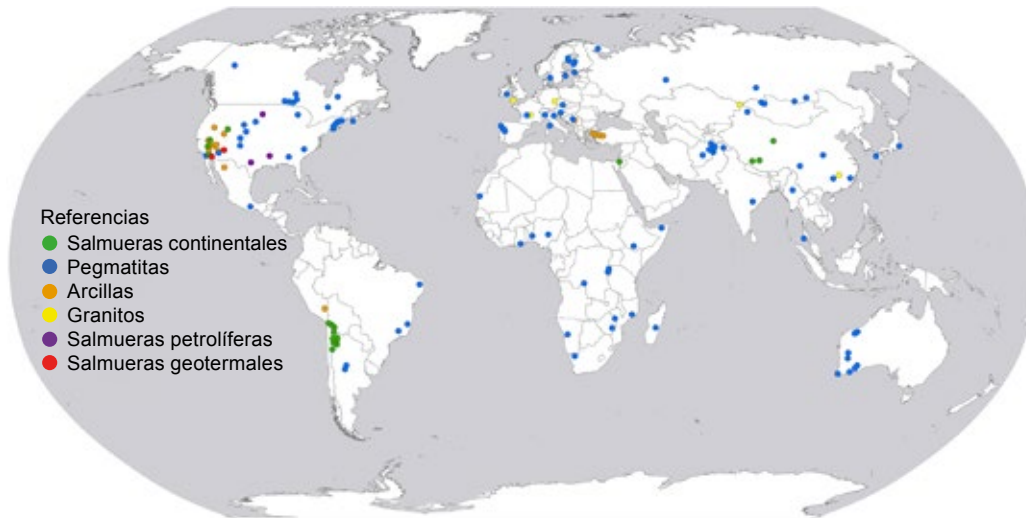 Referencias
Salmueras continentales
Pegmatitas
Arcillas
Granitos
Salmueras petrolíferas
Salmueras geotermales